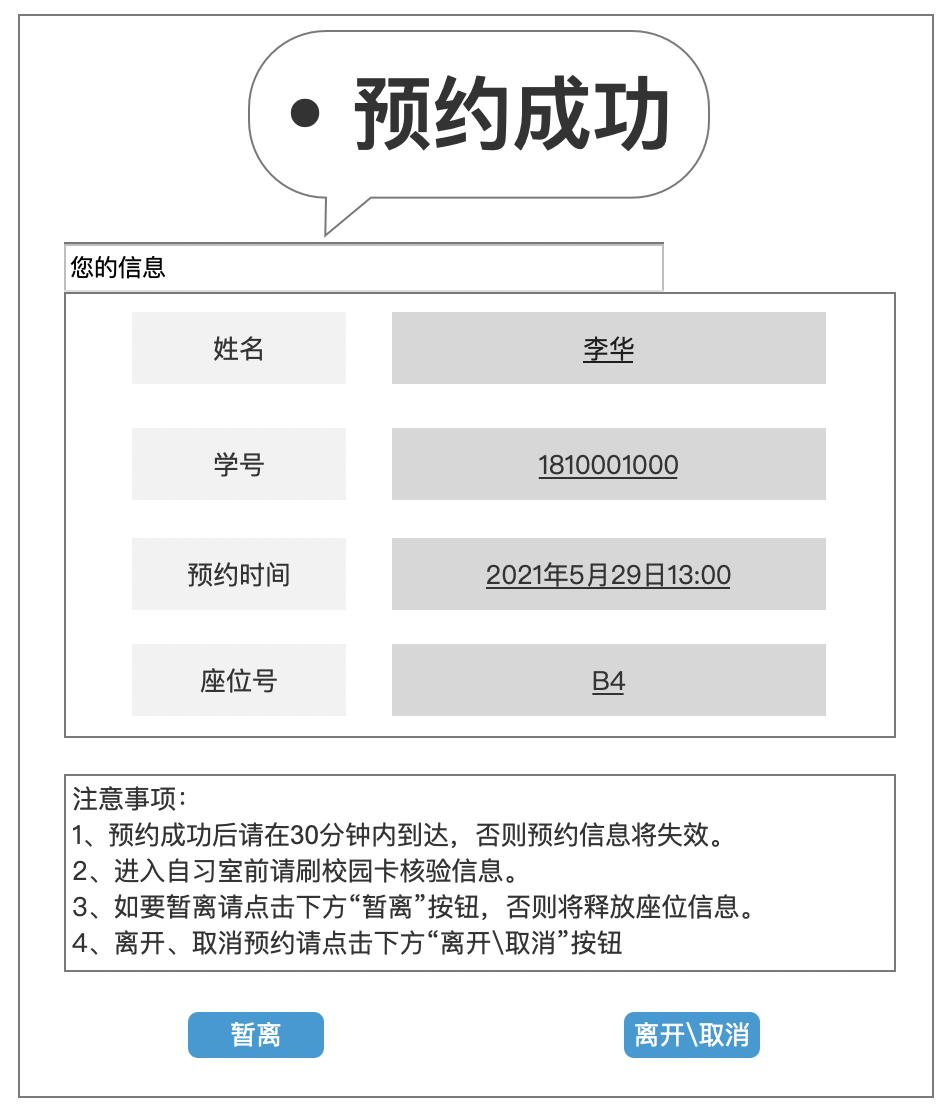 • 预约成功
您的信息
姓名 李华
学号 1810001000
预约时间 2021年5月29日13:00
座位号 B4
注意事项：
1、预约成功后请在30分钟内到达，否则预约信息将失效。
2、进入自习室前请刷校园卡核验信息。
3、如要暂离请点击下方“暂离”按钮，否则将释放座位信息。
4、离开、取消预约请点击下方“离开\取消”按钮
暂离 离开\取消